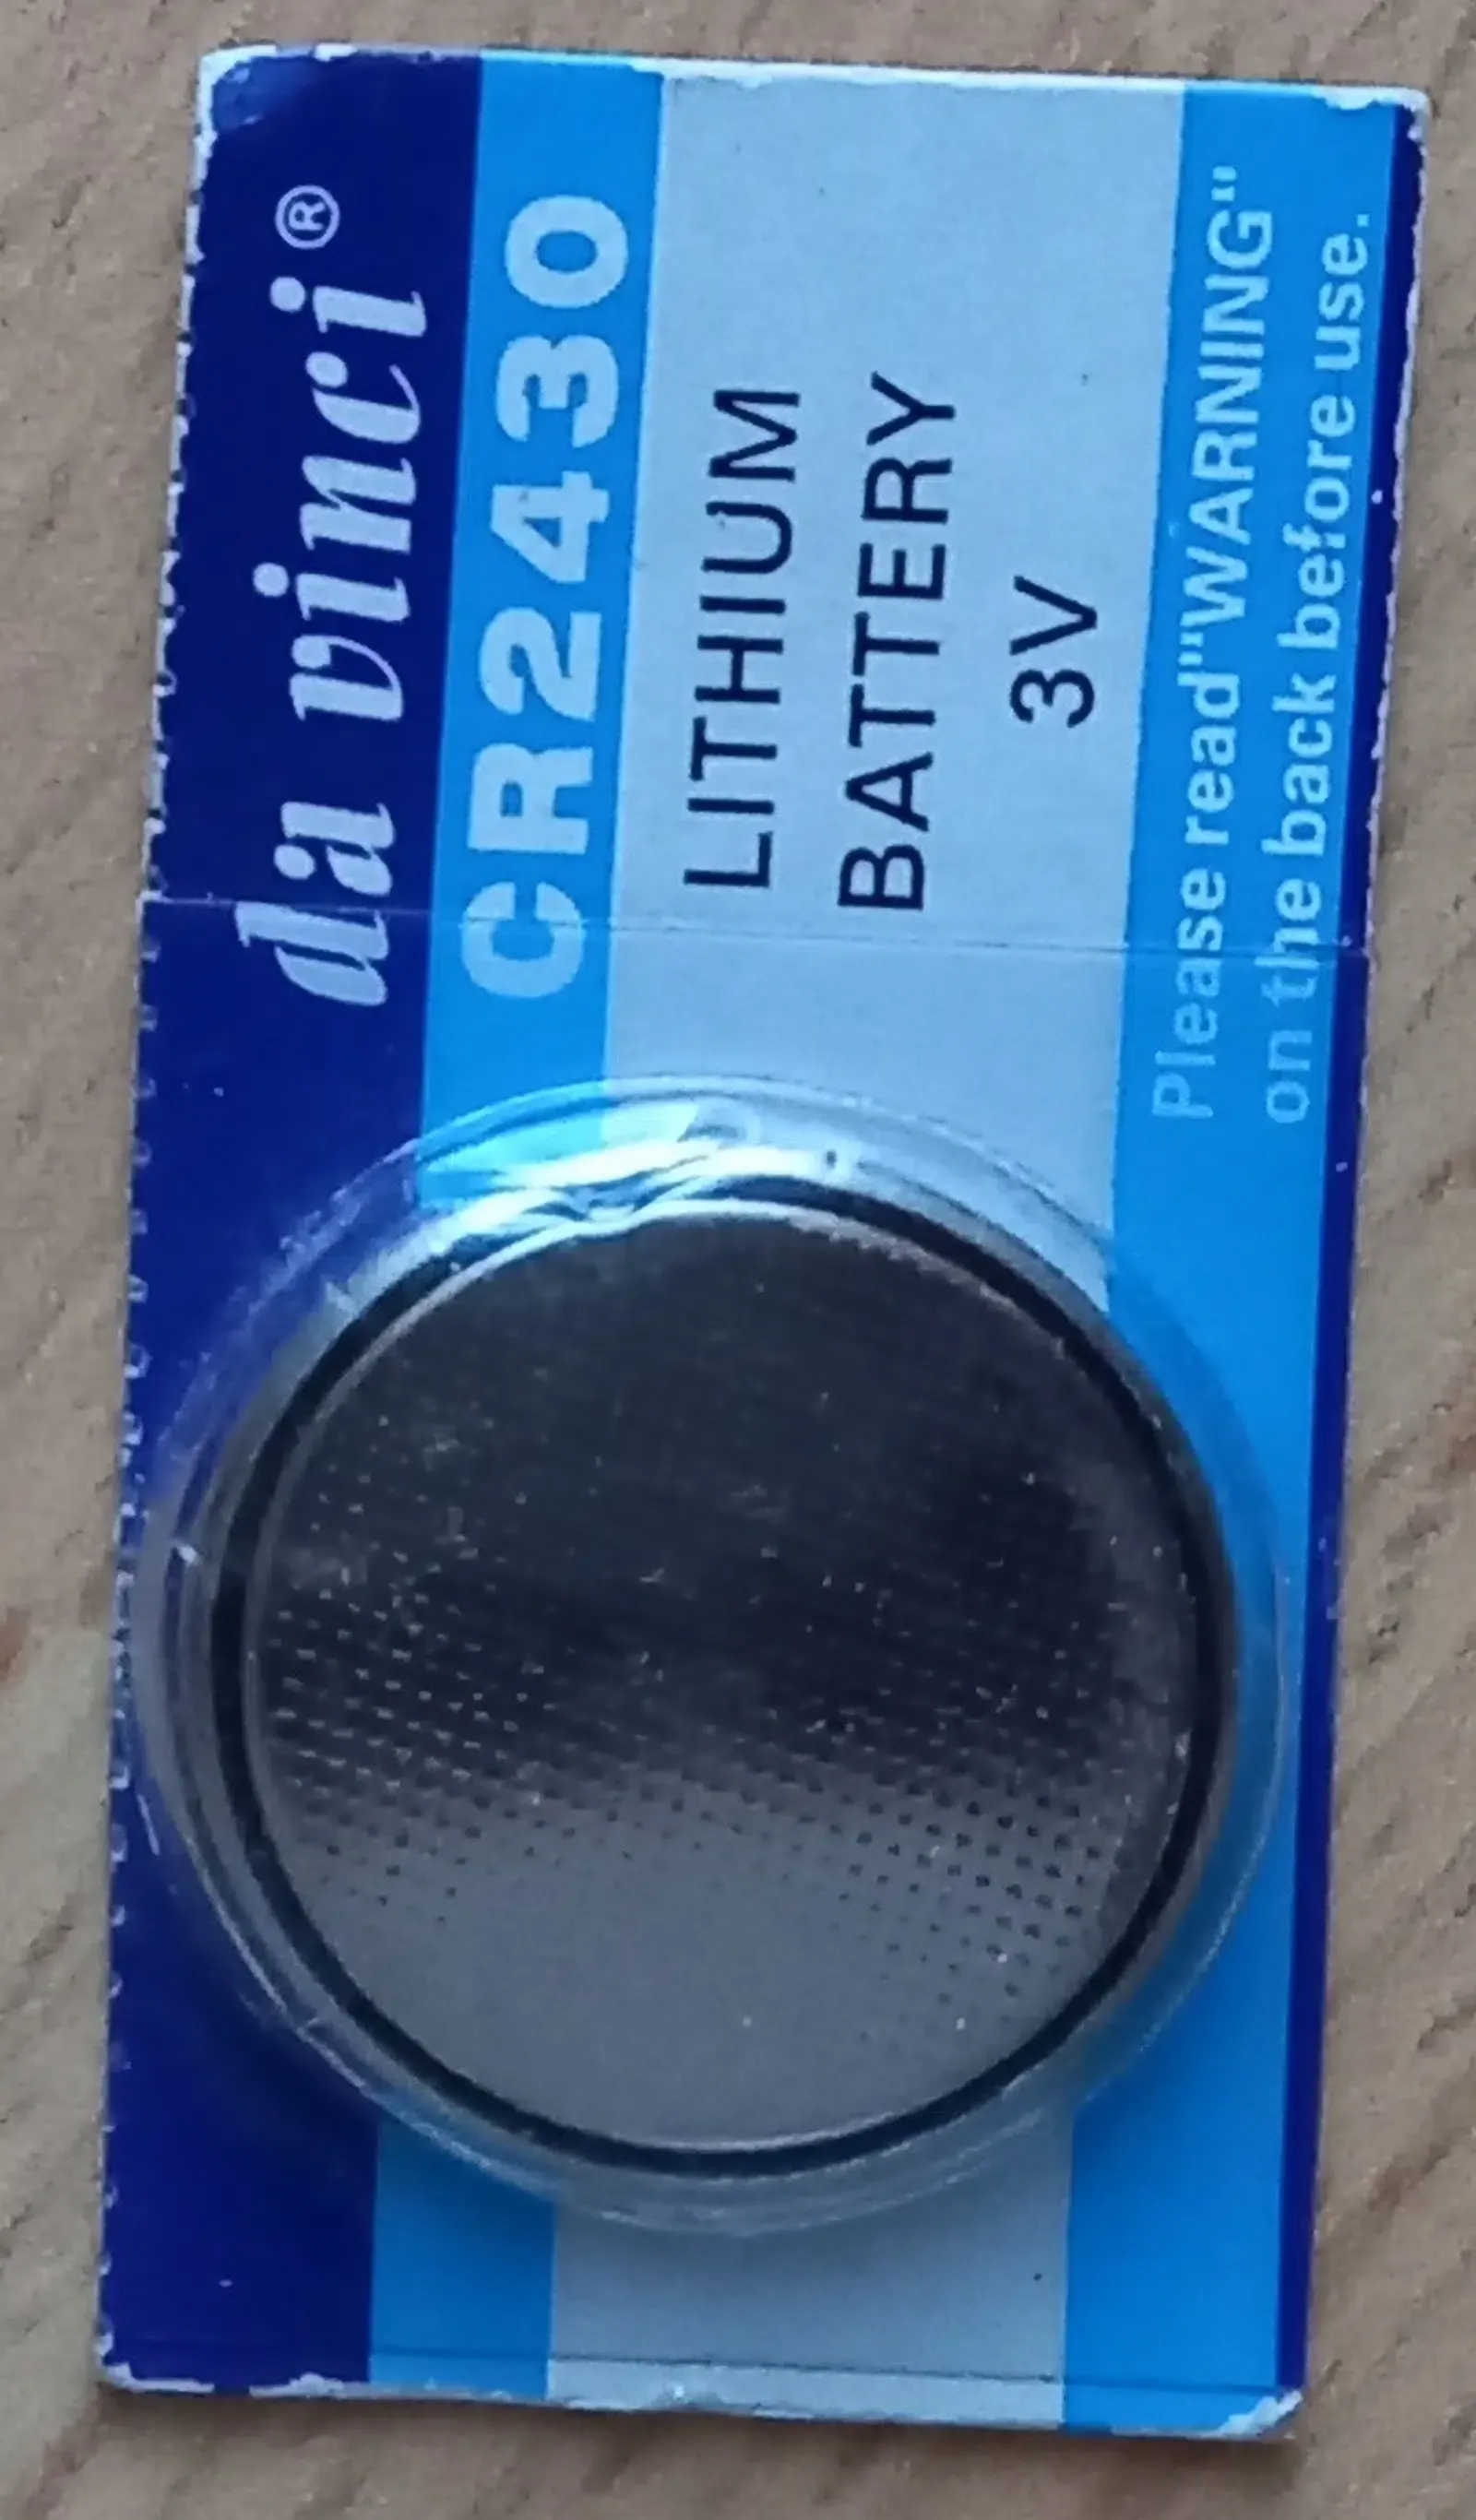 da vinci®
CR2430
LITHIUM
BATTERY
3V
Please read"WARNING"
on the back before use.